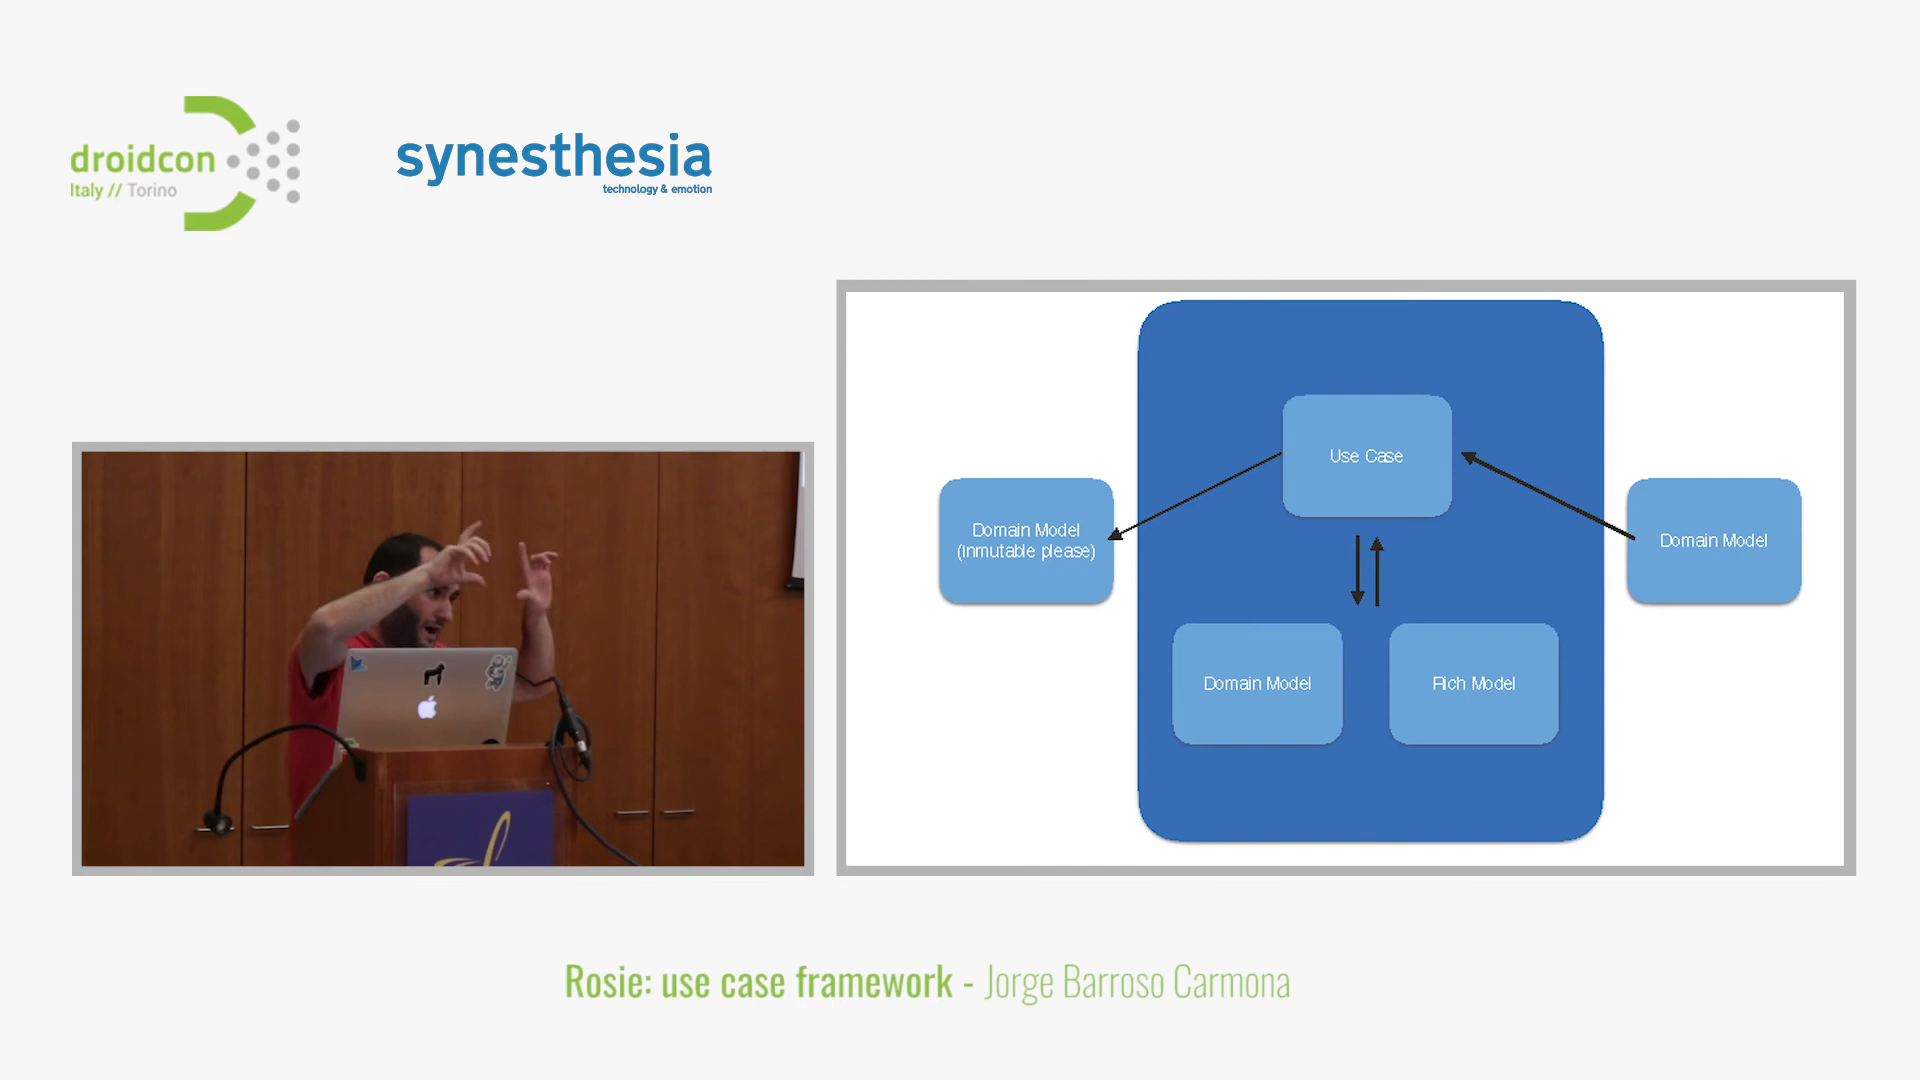 droidcon
Italy // Torino
synesthesia
technology & emotion
Use Case
Domain Model
(Inmutable please)
Domain Model
Domain Model
Rich Model
Rosie: use case framework - Jorge Barroso Carmona